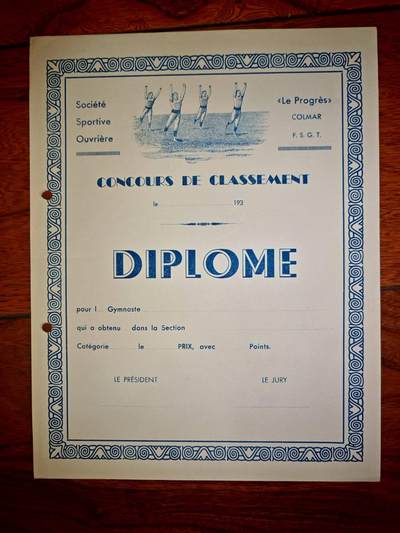 Société
Sportive
Ouvrière
«Le Progrès»
COLMAR
F. S. G. T.
CONCOURS DE CLASSEMENT
le 193
DIPLOME
pour l Gymnaste
qui a obtenu dans la Section
Catégorie le PRIX, avec Points.
LE PRÉSIDENT LE JURY